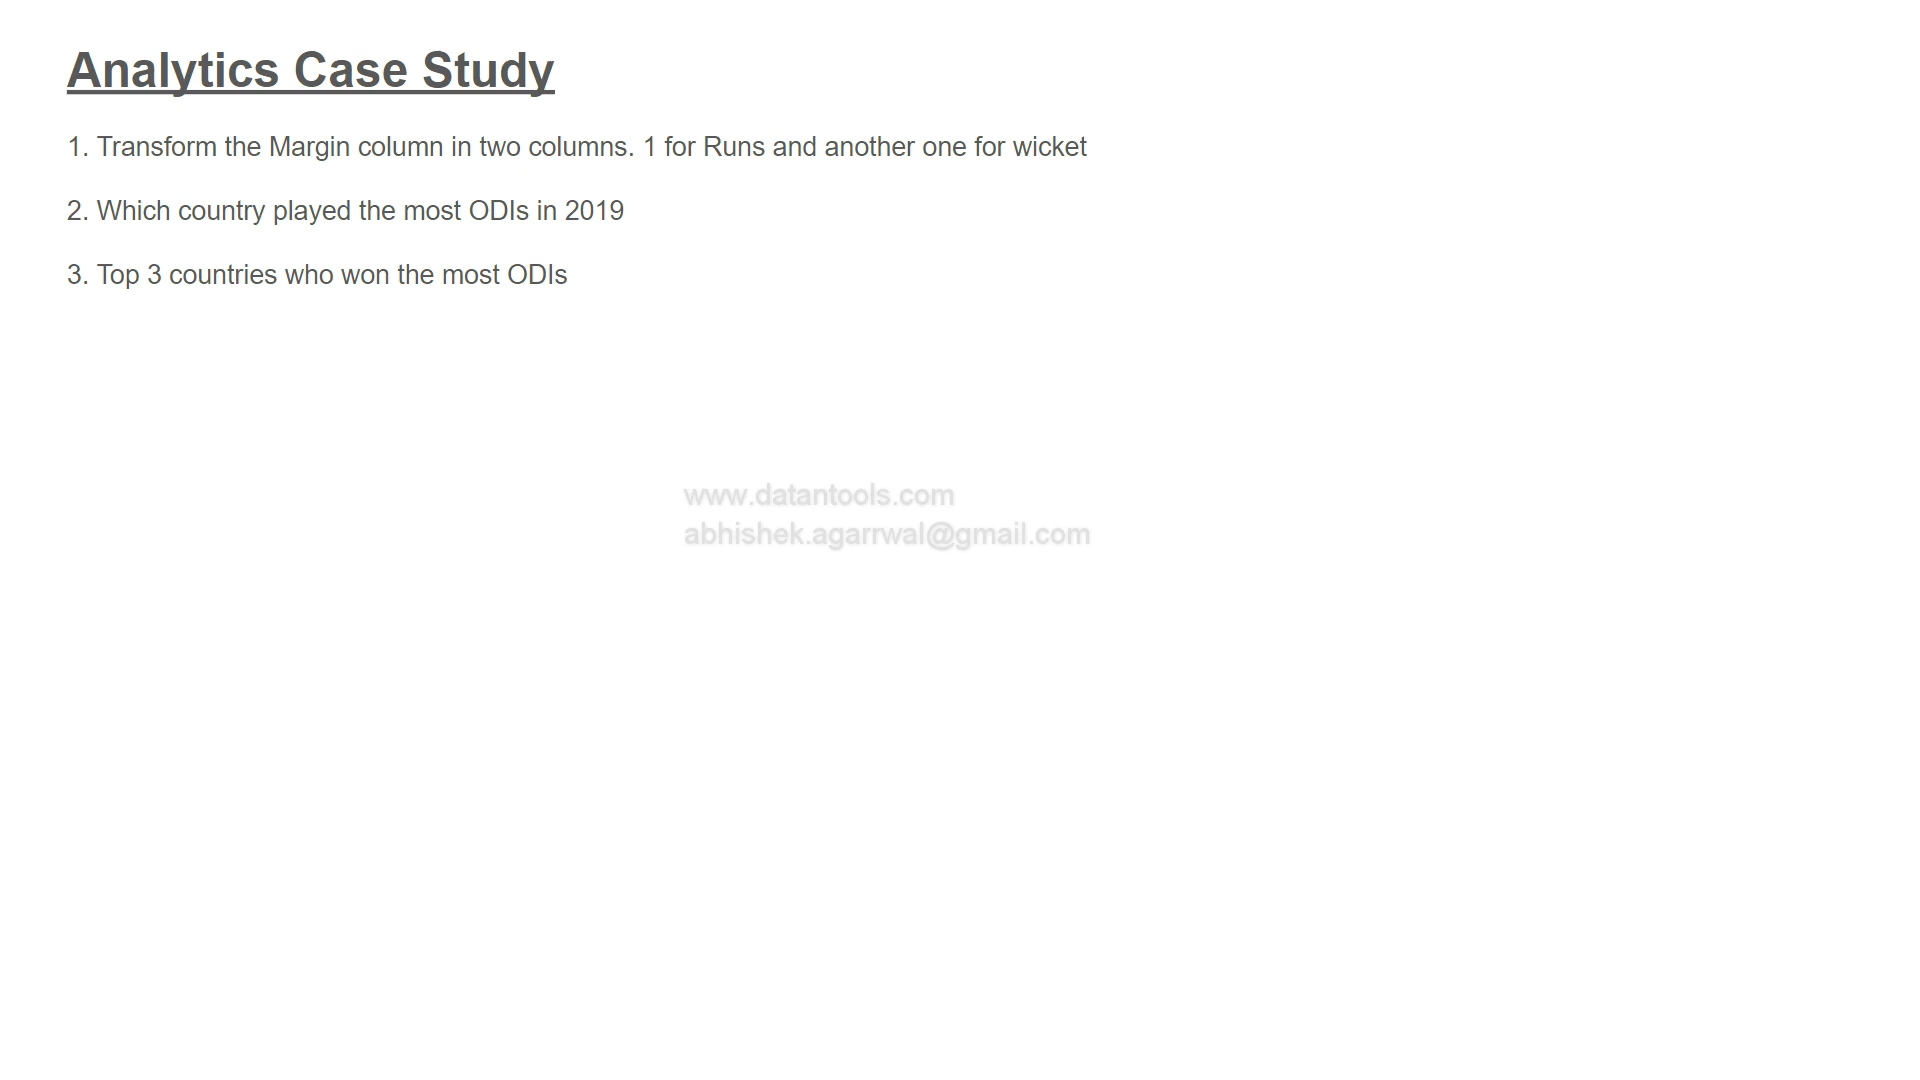 Analytics Case Study
1. Transform the Margin column in two columns. 1 for Runs and another one for wicket
2. Which country played the most ODIs in 2019
3. Top 3 countries who won the most ODIs
www.datantools.com
abhishek.agarrwal@gmail.com